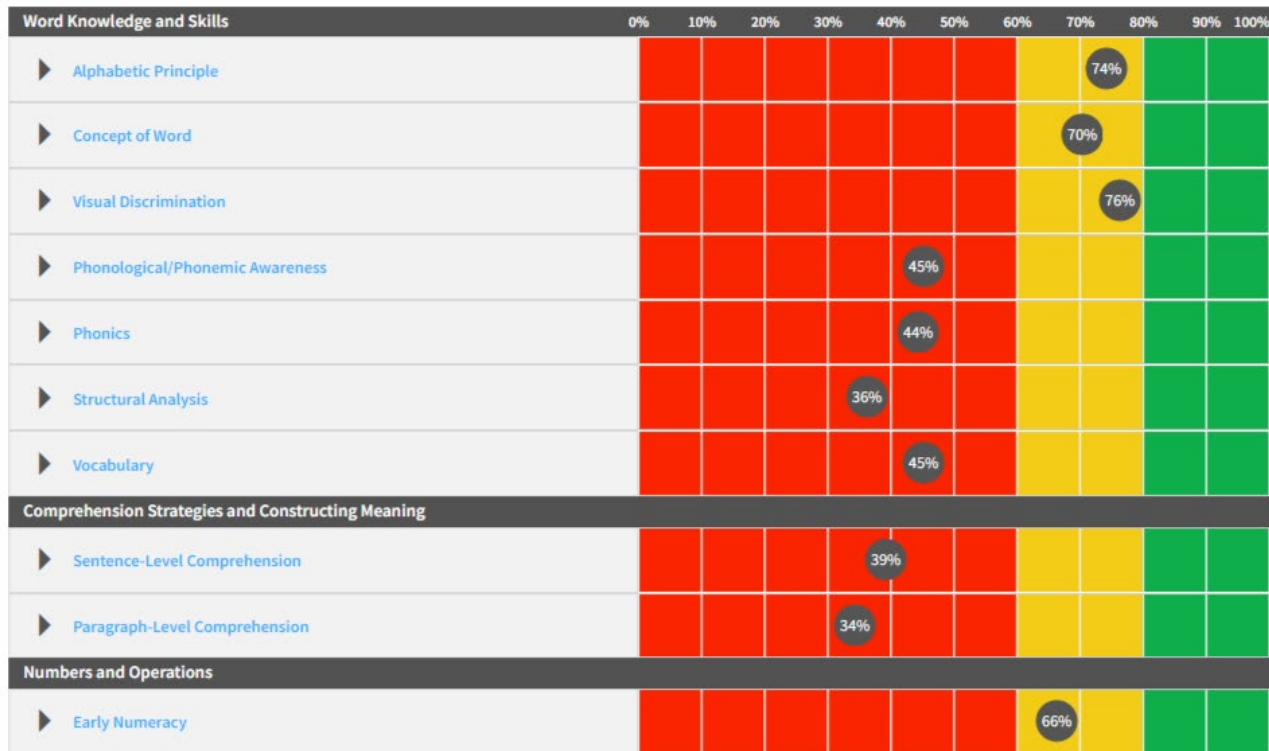 Word Knowledge and Skills 0% 10% 20% 30% 40% 50% 60% 70% 80% 90% 100%
Alphabetic Principle 74%
Concept of Word 70%
Visual Discrimination 76%
Phonological/Phonemic Awareness 45%
Phonics 44%
Structural Analysis 36%
Vocabulary 45%
Comprehension Strategies and Constructing Meaning
Sentence-Level Comprehension 39%
Paragraph-Level Comprehension 34%
Numbers and Operations
Early Numeracy 66%